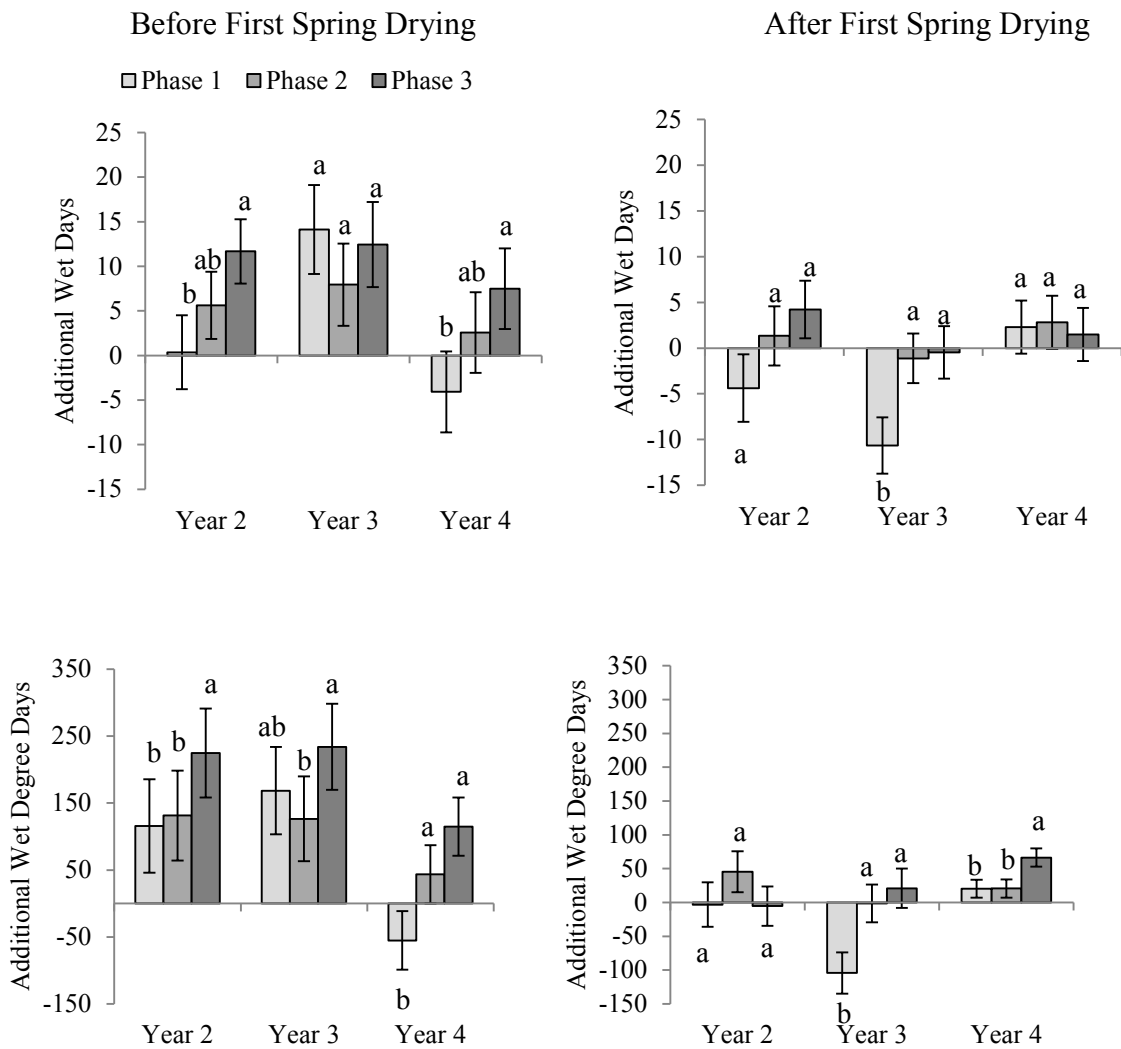 Before First Spring Drying
After First Spring Drying
Phase 1 Phase 2 Phase 3
Additional Wet Days
25
20
15
10
5
0
-5
-10
-15
b ab a
a a a
b ab a
Year 2 Year 3 Year 4
Additional Wet Days
25
20
15
10
5
0
-5
-10
-15
a a a
b a a
a a a
Year 2 Year 3 Year 4
Additional Wet Degree Days
350
250
150
50
-50
-150
b b a
ab b a
b a a
Year 2 Year 3 Year 4
Additional Wet Degree Days
350
300
250
200
150
100
50
0
-50
-100
-150
a a a
b a a
b b a
Year 2 Year 3 Year 4